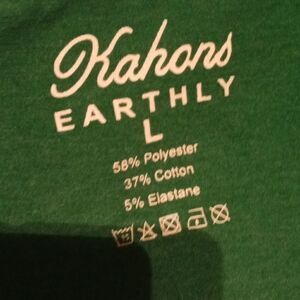 Kahons
EARTHLY
L
58% Polyester
37% Cotton
5% Elastane